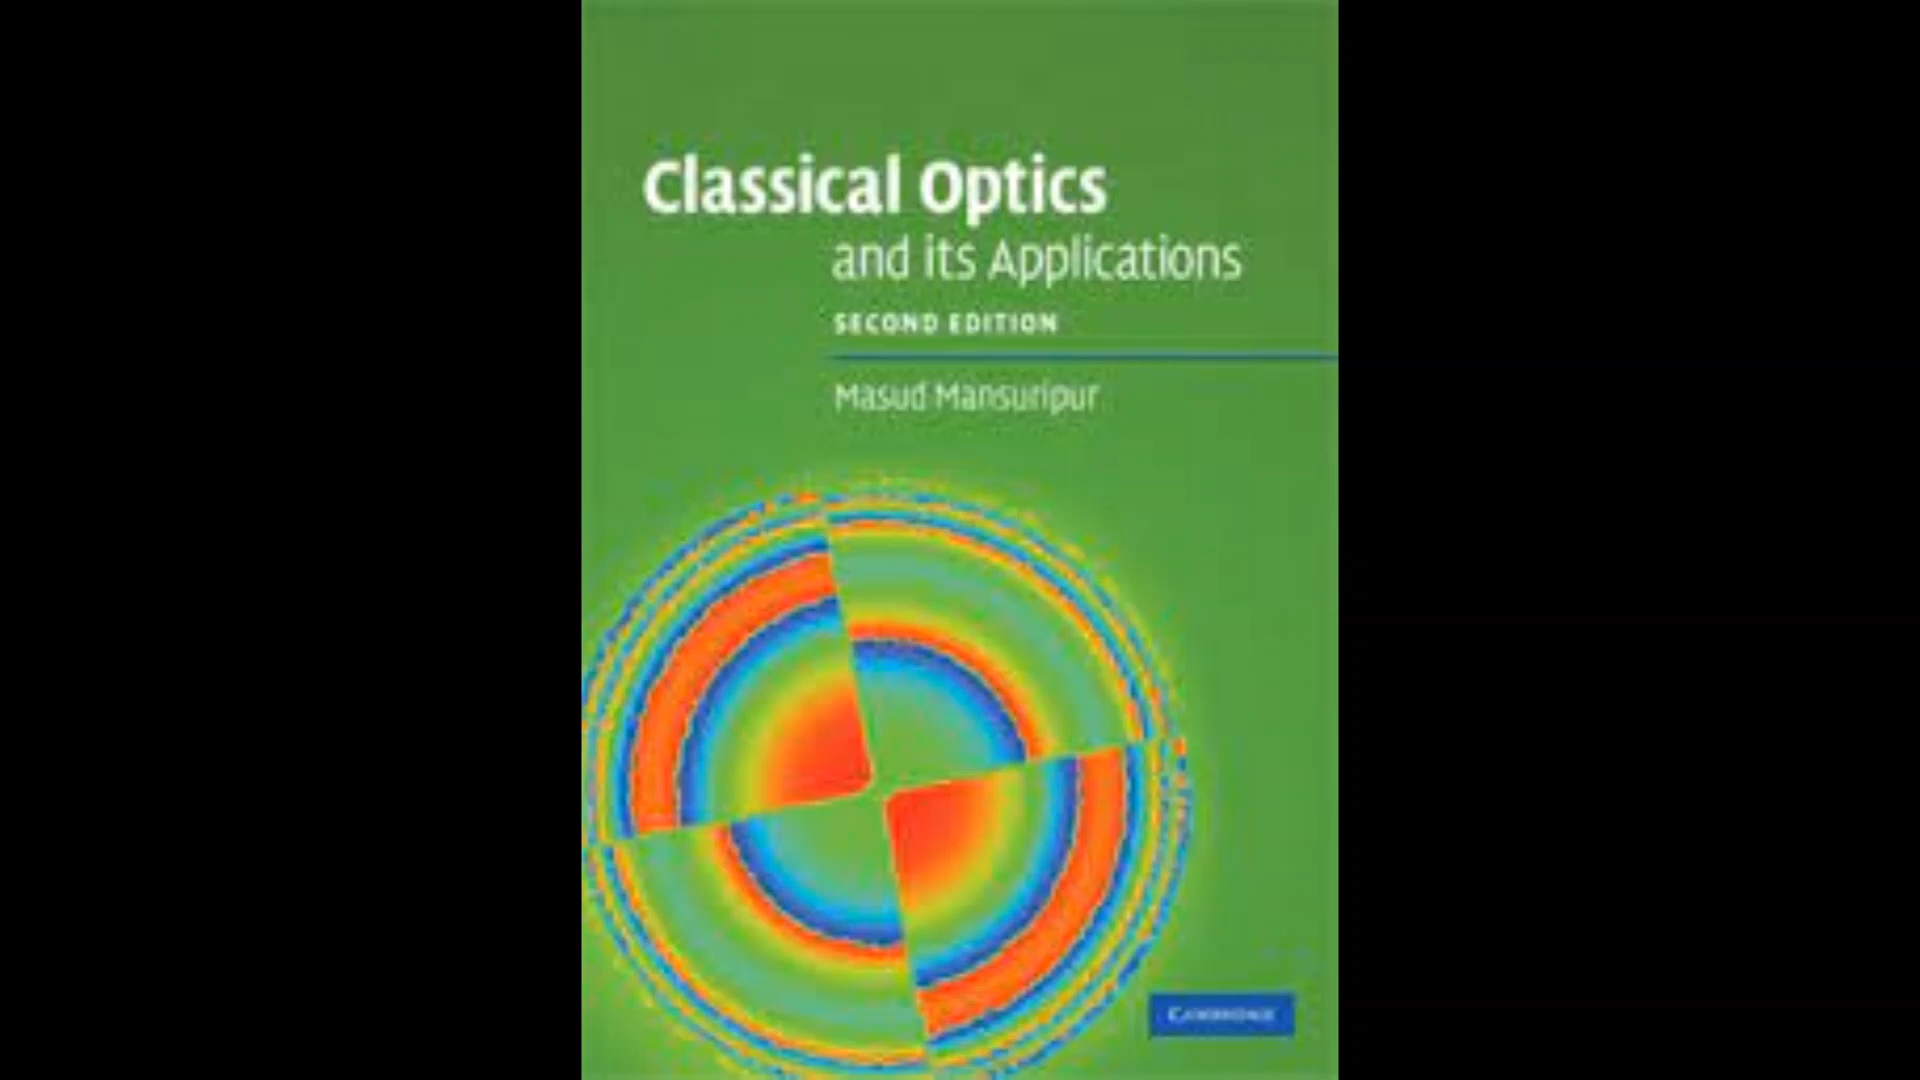 Classical Optics
and its Applications
SECOND EDITION
Masud Mansuripur
CAMBRIDGE